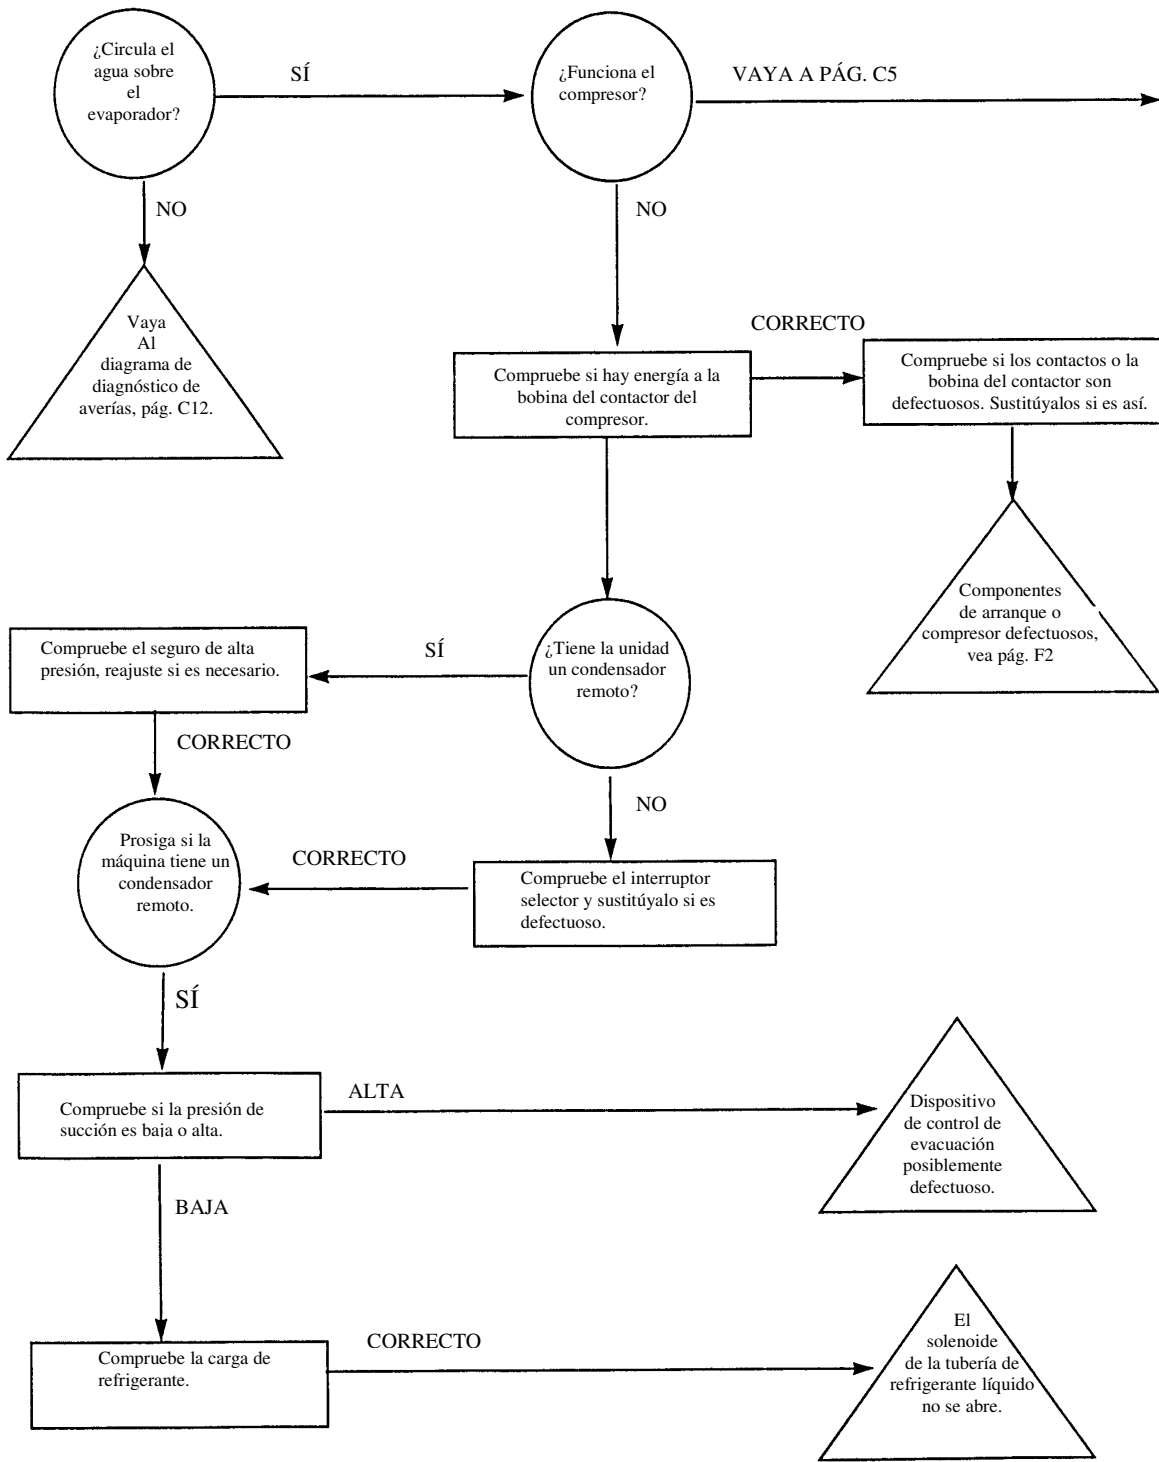 ¿Circula el
agua sobre
el
evaporador?
SÍ
¿Funciona el
compresor?
VAYA A PÁG. C5
NO
NO
Vaya
Al
diagrama de
diagnóstico de
averías, pág. C12.
CORRECTO
Compruebe si hay energía a la
bobina del contactor del
compresor.
Compruebe si los contactos o la
bobina del contactor son
defectuosos. Sustitúyalos si es así.
Componentes
de arranque o
compresor defectuosos,
vea pág. F2
Compruebe el seguro de alta
presión, reajuste si es necesario.
SÍ
¿Tiene la unidad
un condensador
remoto?
CORRECTO
NO
Prosiga si la
máquina tiene un
condensador
remoto.
CORRECTO
Compruebe el interruptor
selector y sustitúyalo si es
defectuoso.
SÍ
Compruebe si la presión de
succión es baja o alta.
ALTA
Dispositivo
de control de
evacuación
posiblemente
defectuoso.
BAJA
Compruebe la carga de
refrigerante.
CORRECTO
El
solenoide
de la tubería de
refrigerante líquido
no se abre.